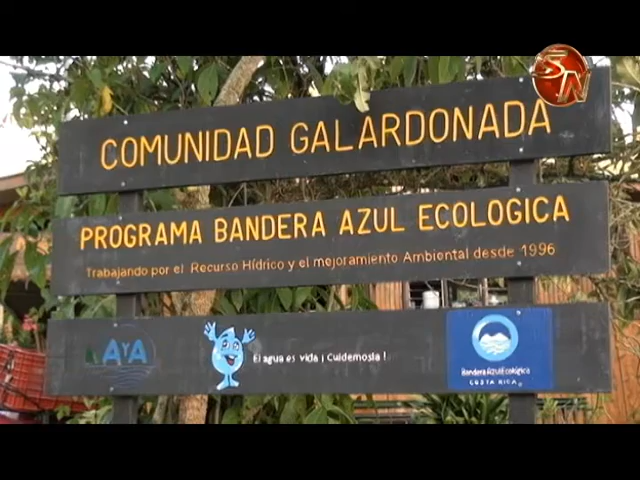 SN
COMUNIDAD GALARDONADA
PROGRAMA BANDERA AZUL ECOLOGICA
Trabajando por el Recurso Hídrico y el mejoramiento Ambiental desde 1996
AYA
El agua es vida ¡ Cuidemosla !
Bandera Azul Ecológica
COSTA RICA